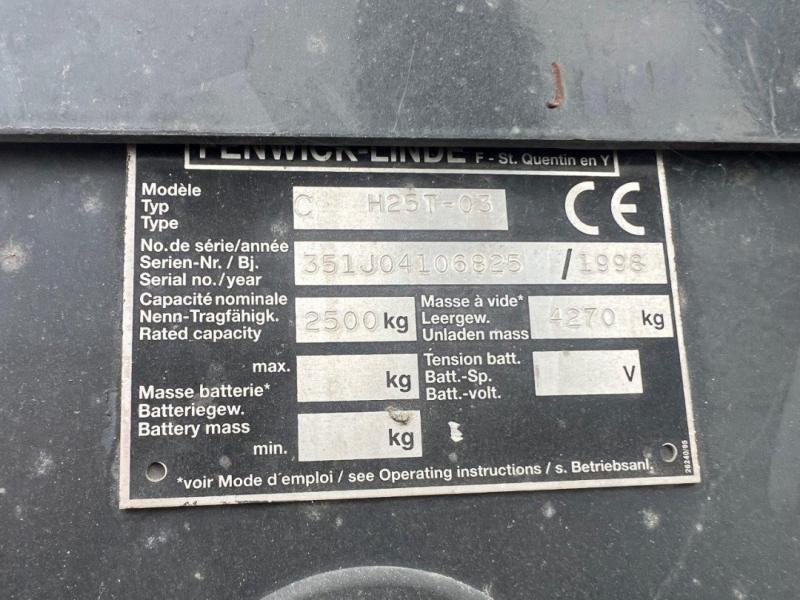 FENWICK-LINDE F - St. Quentin en Y
Modèle
Typ
Type
C H25T-03
CE
No. de série/année
Serien-Nr. / Bj.
Serial no./year
351J04106825 / 1998
Capacité nominale
Nenn-Tragfähigk.
Rated capacity
2500 kg
Masse à vide*
Leergew.
Unladen mass
4270 kg
max.
kg
Masse batterie*
Batteriegew.
Battery mass
min.
kg
Tension batt.
Batt.-Sp.
Batt.-volt.
V
*voir Mode d'emploi / see Operating instructions / s. Betriebsanl.
26240/95